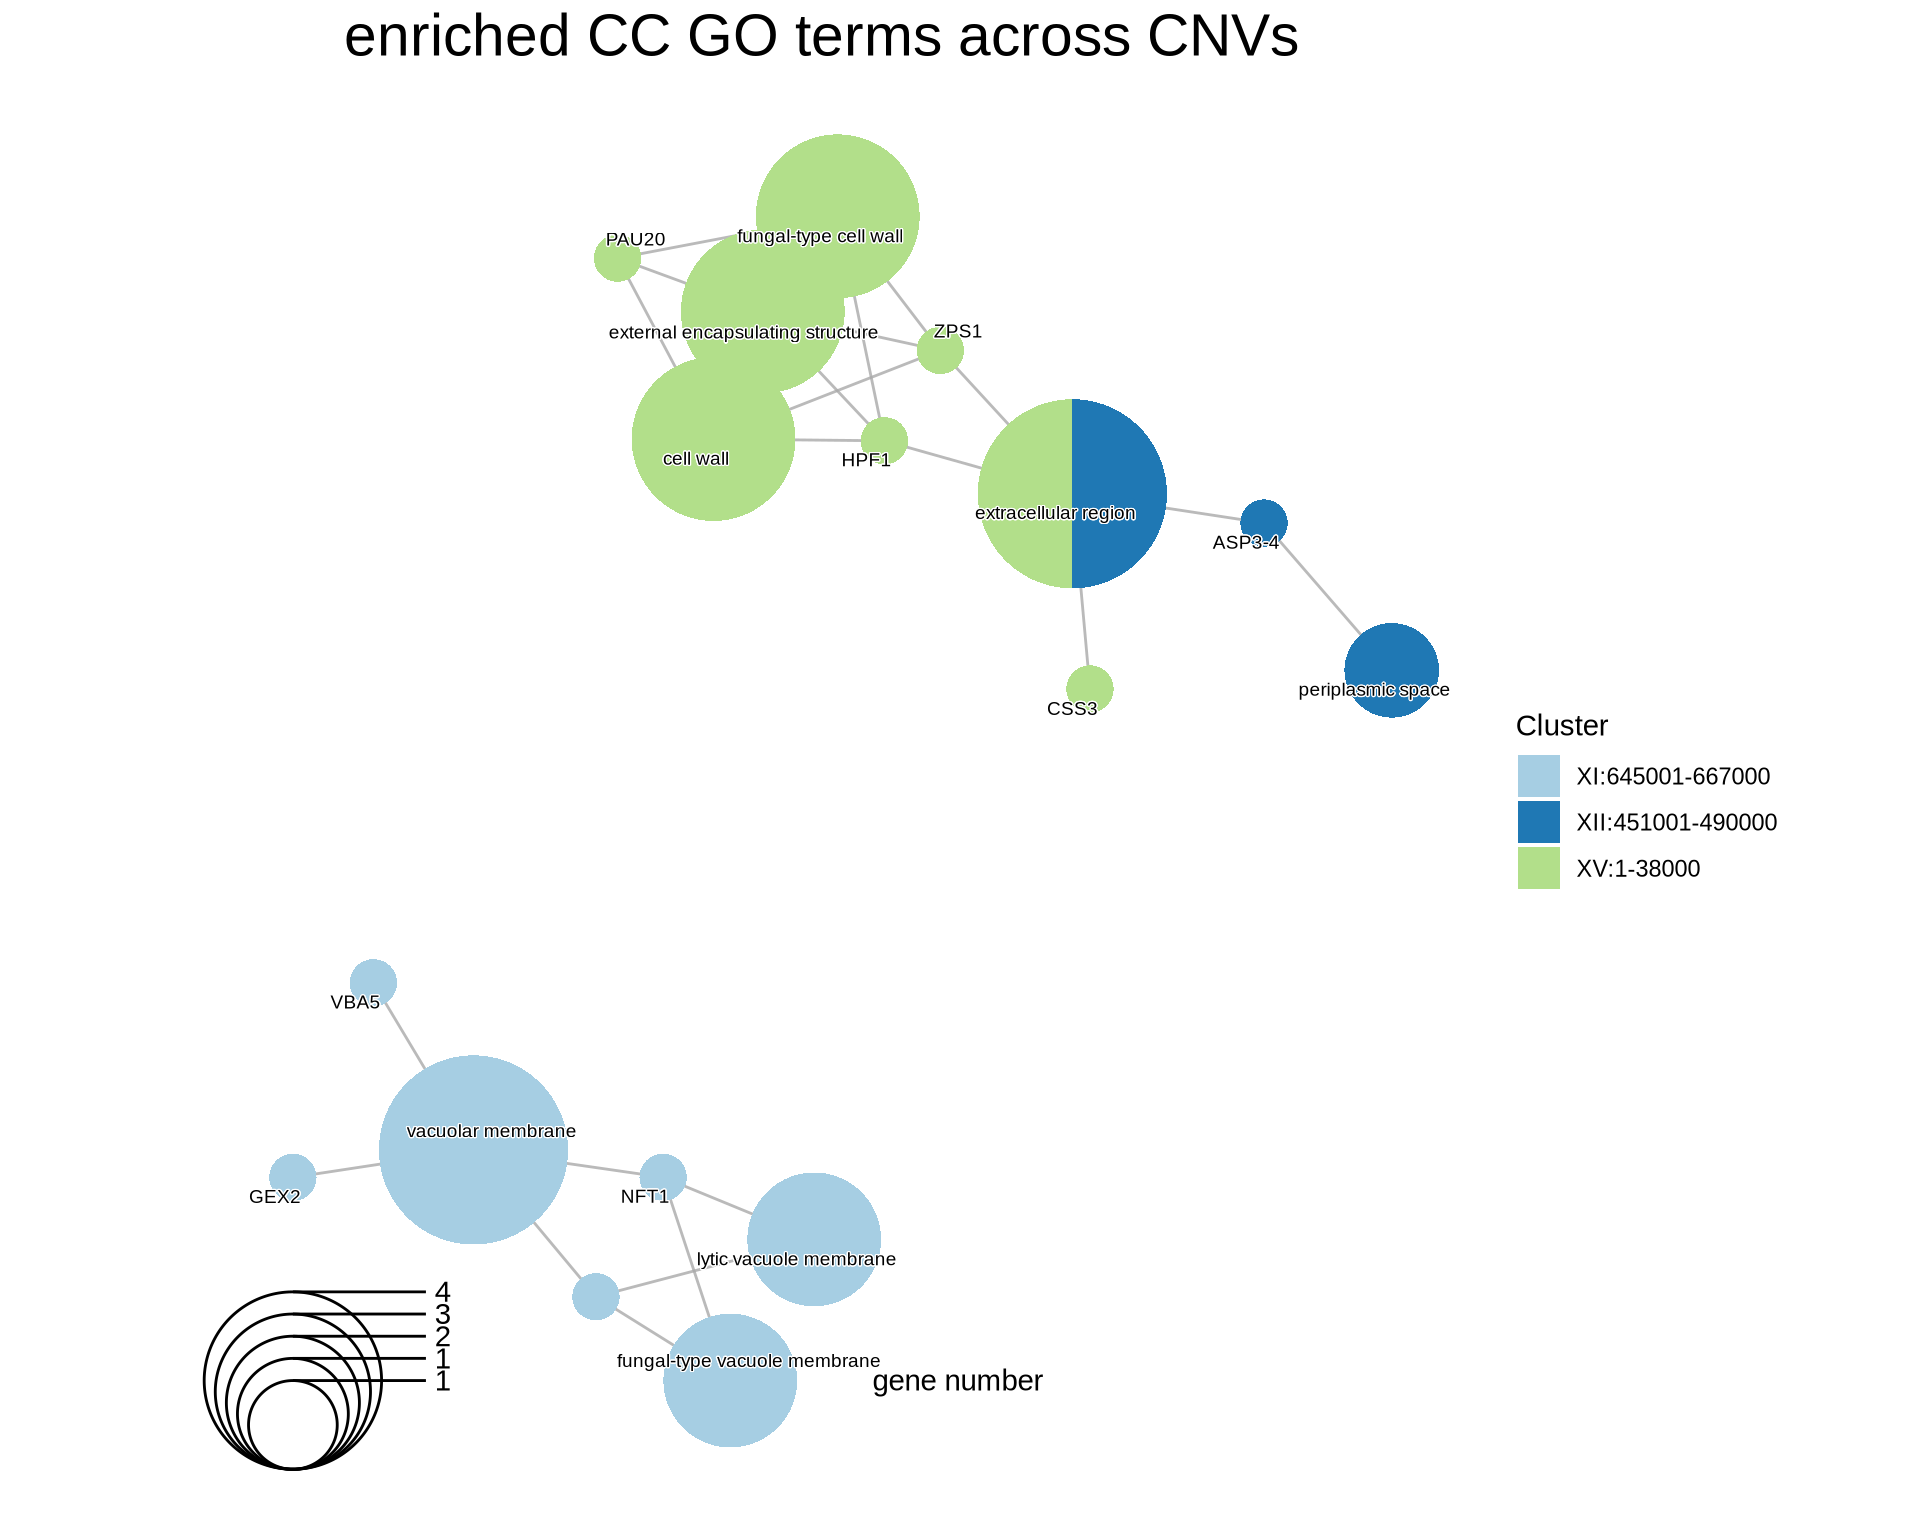 enriched CC GO terms across CNVs
fungal-type cell wall
PAU20
external encapsulating structure
ZPS1
cell wall
HPF1
extracellular region
ASP3-4
periplasmic space
CSS3
Cluster
XI:645001-667000
XII:451001-490000
XV:1-38000
VBA5
vacuolar membrane
GEX2
NFT1
lytic vacuole membrane
fungal-type vacuole membrane
gene number
4
3
2
1
1